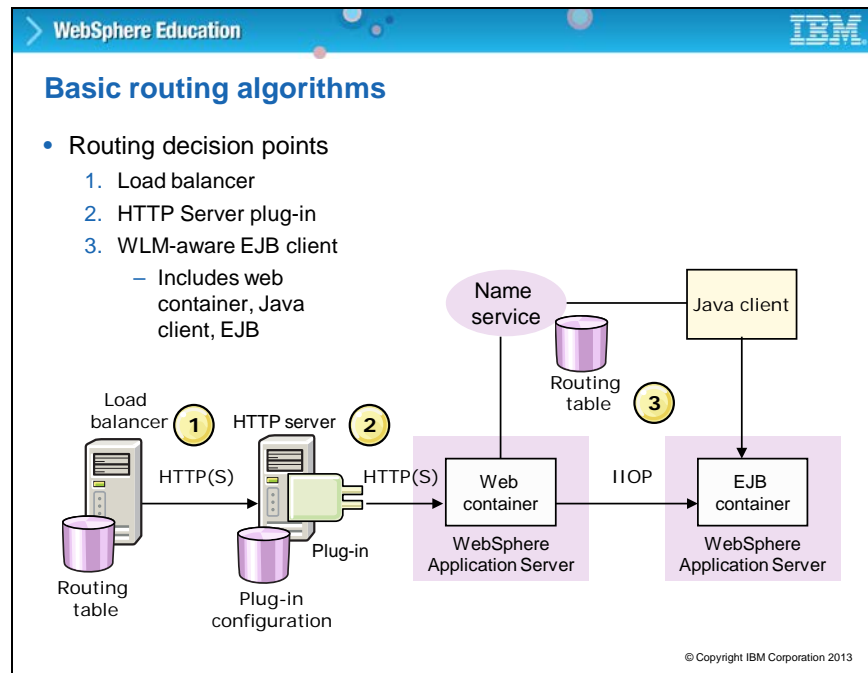 WebSphere Education
IBM
Basic routing algorithms
• Routing decision points
1. Load balancer
2. HTTP Server plug-in
3. WLM-aware EJB client
– Includes web
container, Java
client, EJB
Name
service
Java client
Routing
table
3
Load
balancer
1
HTTP server
2
HTTP(S)
HTTP(S)
Web
container
IIOP
EJB
container
Plug-in
WebSphere
Application Server
WebSphere
Application Server
Routing
table
Plug-in
configuration
© Copyright IBM Corporation 2013